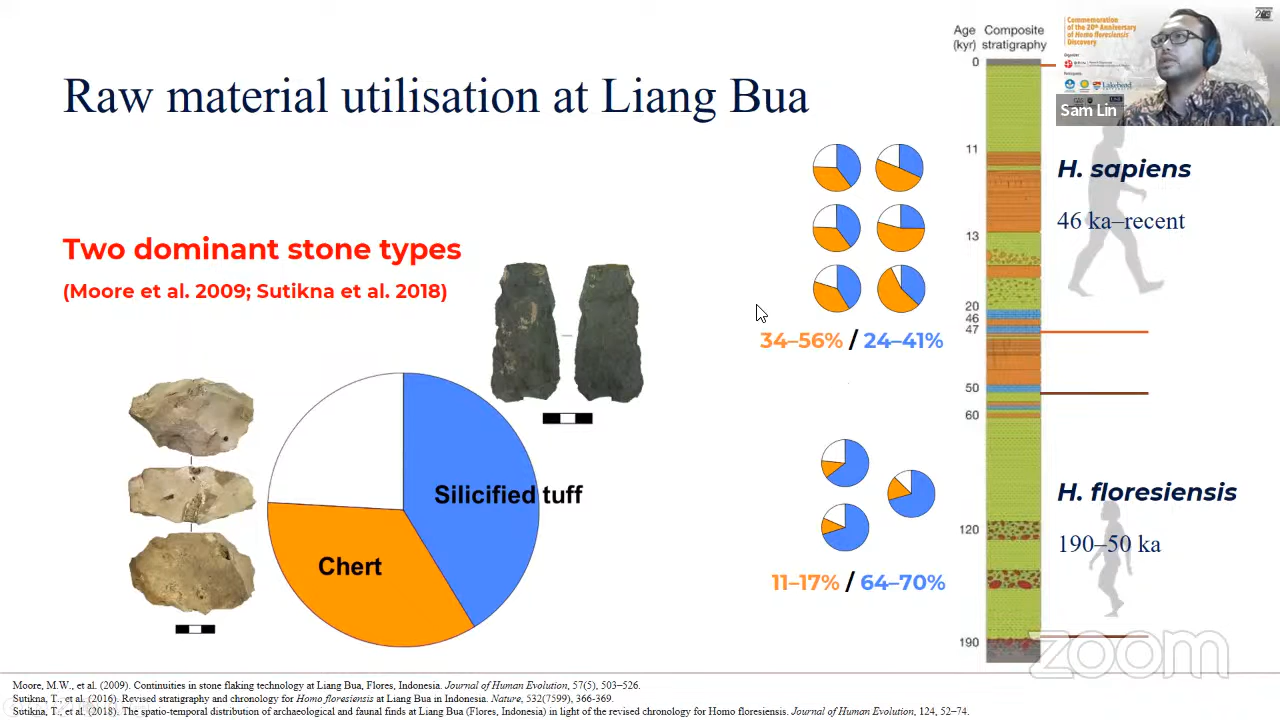 Raw material utilisation at Liang Bua
Two dominant stone types
(Moore et al. 2009; Sutikna et al. 2018)
Silicified tuff
Chert
34–56% / 24–41%
11–17% / 64–70%
Age
(kyr)
Composite
stratigraphy
0
11
13
20
46
47
50
60
120
190
Commemoration
of the 20th Anniversary
of Homo floresiensis
Discovery
Lakehead
Sam Lin
H. sapiens
46 ka–recent
H. floresiensis
190–50 ka
zoom
Moore, M.W., et al. (2009). Continuities in stone flaking technology at Liang Bua, Flores, Indonesia. Journal of Human Evolution, 57(5), 503–526.
Sutikna, T., et al. (2016). Revised stratigraphy and chronology for Homo floresiensis at Liang Bua in Indonesia. Nature, 532(7599), 366-369.
Sutikna, T., et al. (2018). The spatio-temporal distribution of archaeological and faunal finds at Liang Bua (Flores, Indonesia) in light of the revised chronology for Homo floresiensis. Journal of Human Evolution, 124, 52–74.